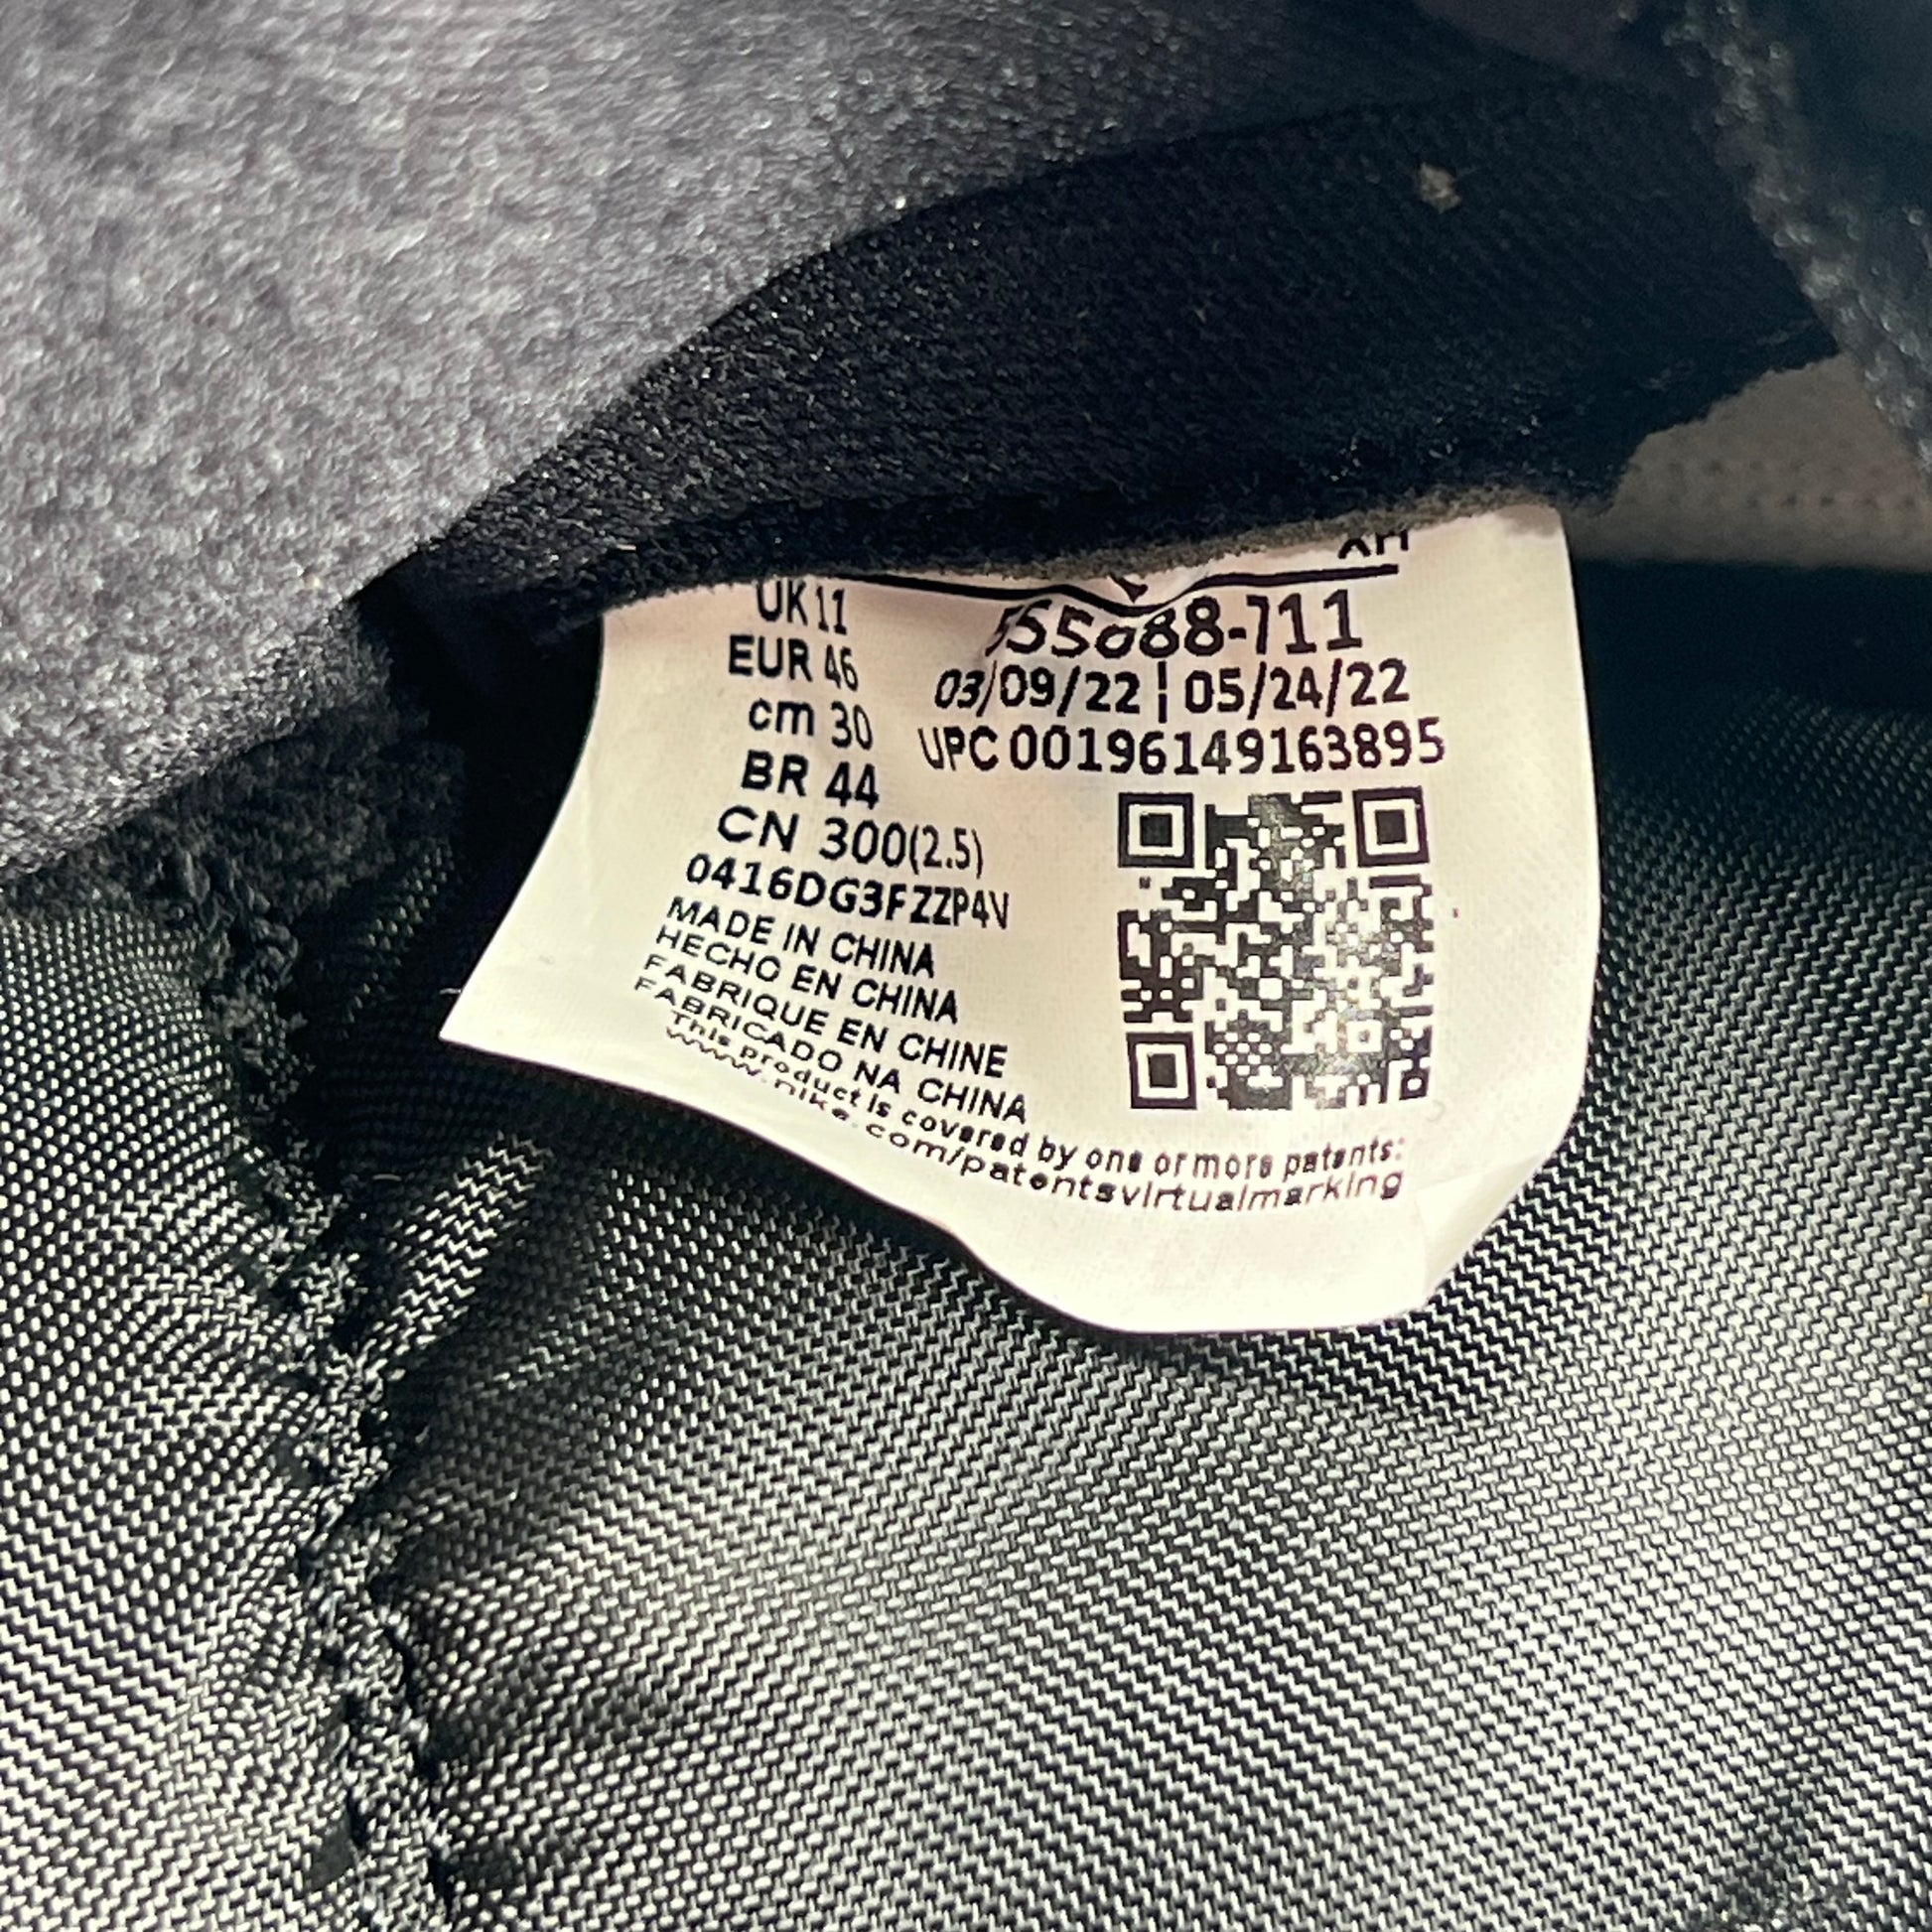 XH
UK 11
EUR 46
cm 30
BR 44
CN 300(2.5)
0416DG3FZZP4V
MADE IN CHINA
HECHO EN CHINA
FABRIQUE EN CHINE
FABRICADO NA CHINA
555088-711
03/09/22 | 05/24/22
UPC 00196149163895
This product is covered by one or more patents:
www.nike.com/patentsvirtualmarking